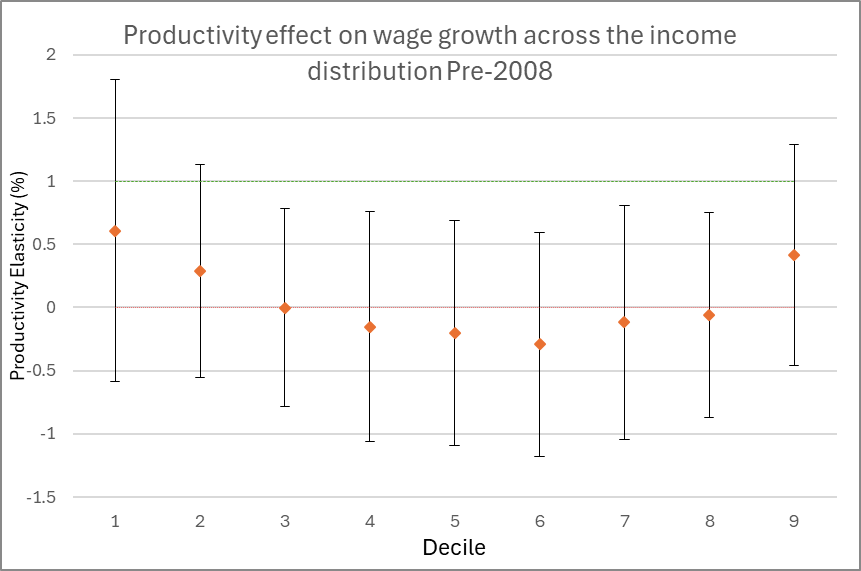 Productivity effect on wage growth across the income
distribution Pre-2008
Productivity Elasticity (%)
2
1.5
1
0.5
0
-0.5
-1
-1.5
1 2 3 4 5 6 7 8 9
Decile